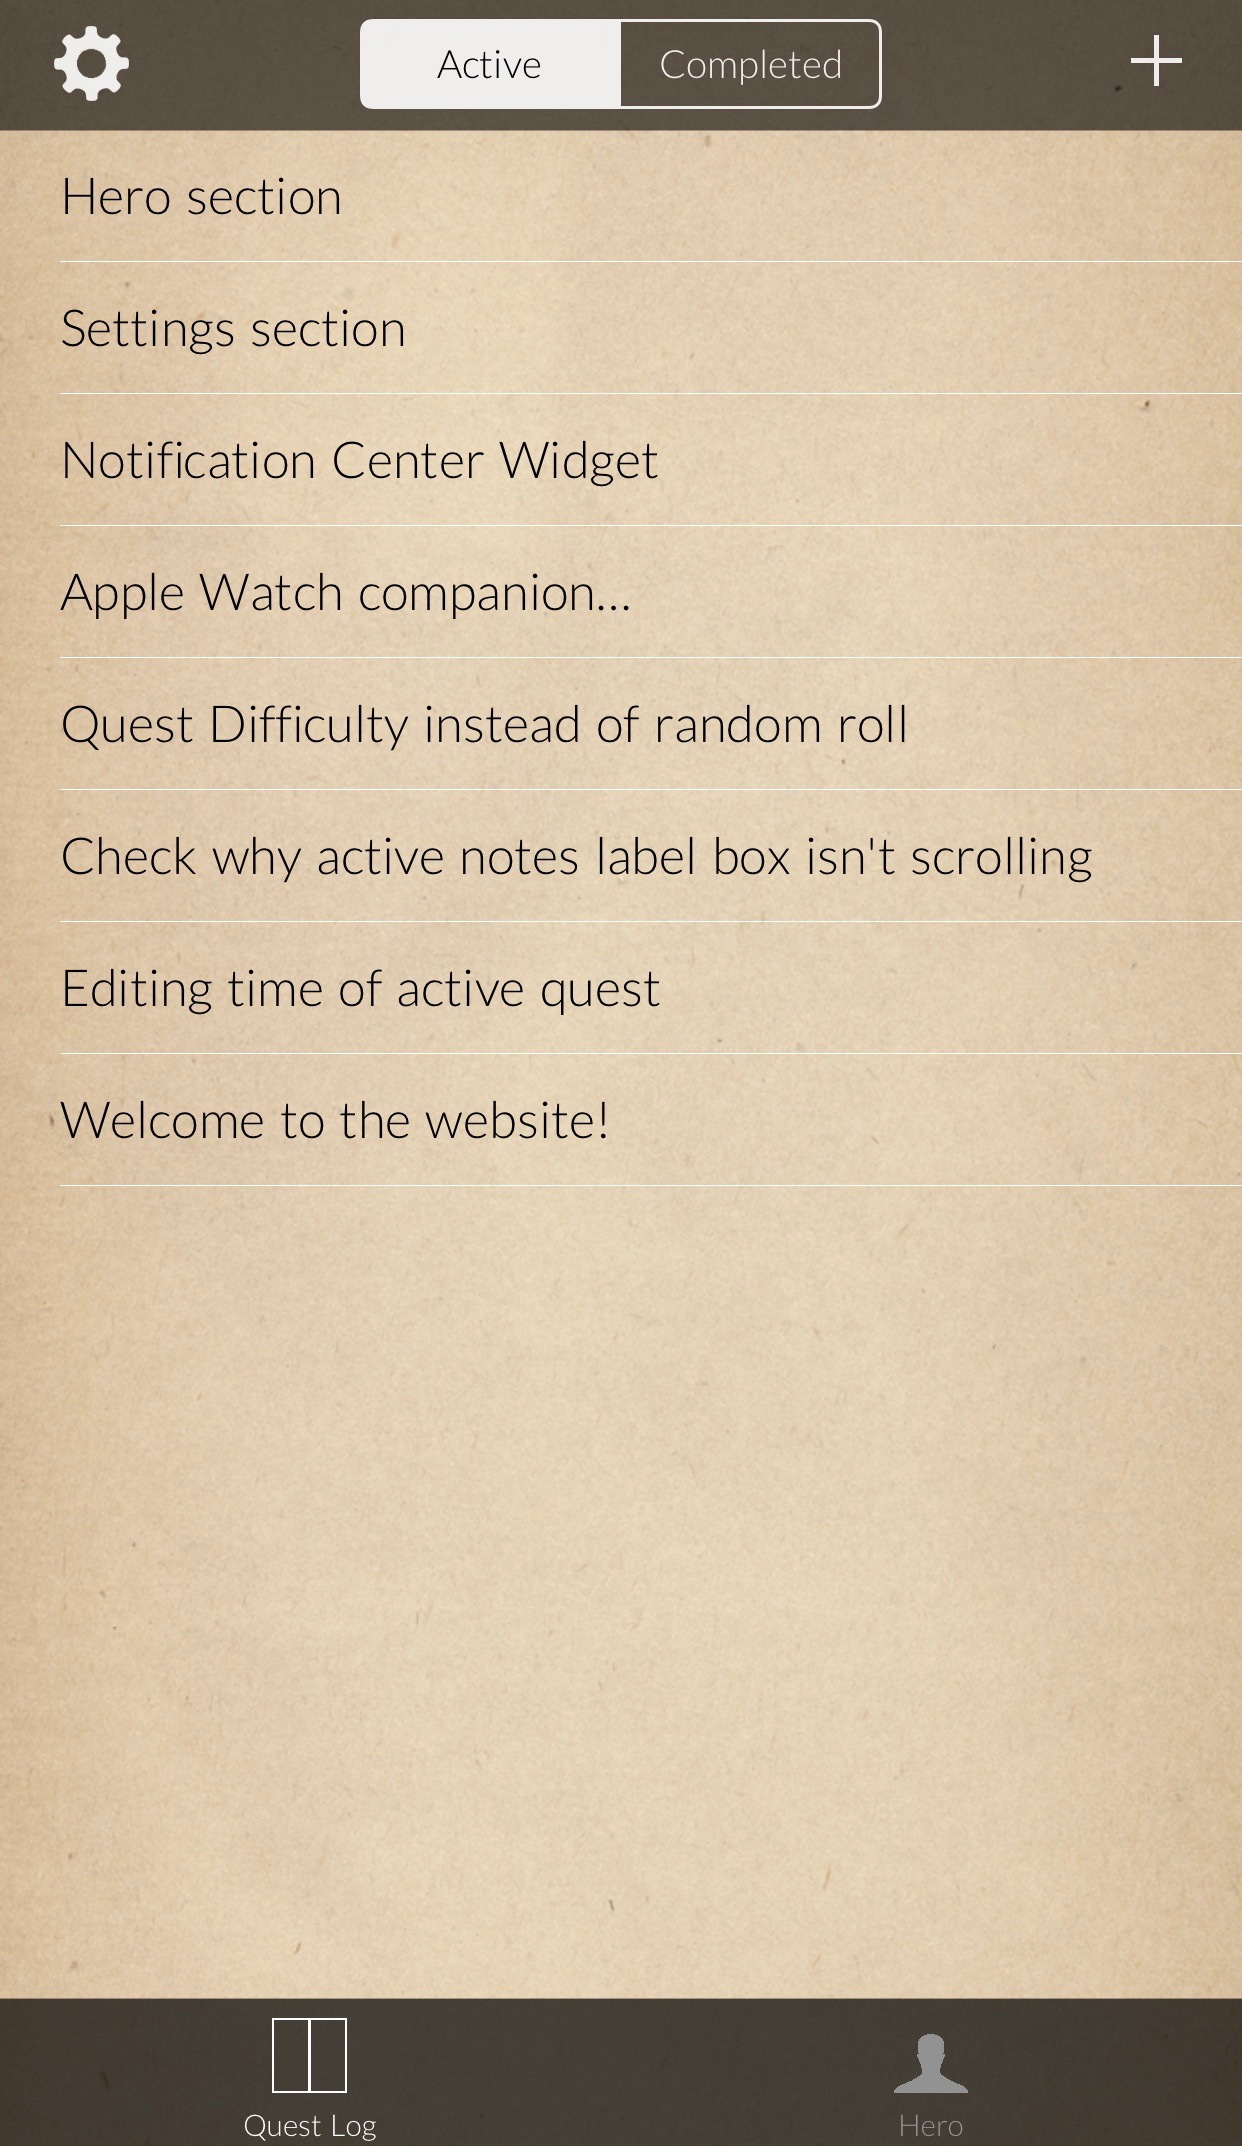 Active
Completed
Hero section
Settings section
Notification Center Widget
Apple Watch companion...
Quest Difficulty instead of random roll
Check why active notes label box isn't scrolling
Editing time of active quest
Welcome to the website!
Quest Log
Hero